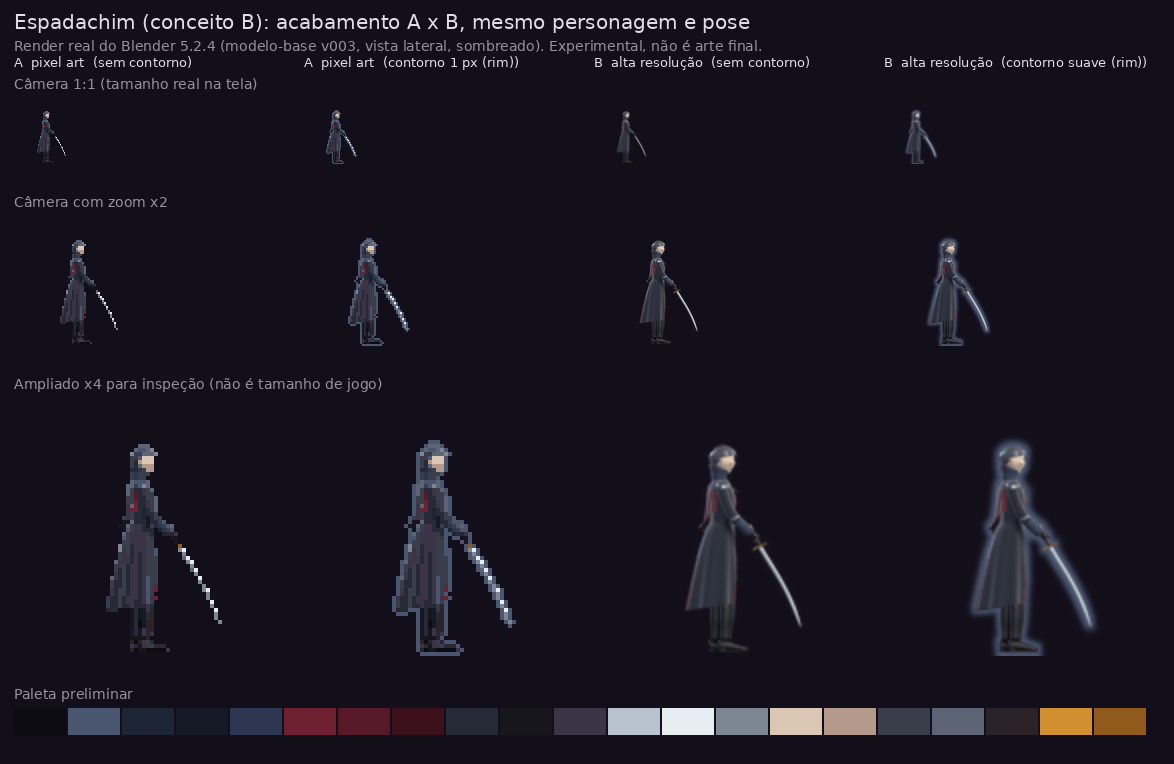 Espadachim (conceito B): acabamento A x B, mesmo personagem e pose
Render real do Blender 5.2.4 (modelo-base v003, vista lateral, sombreado). Experimental, não é arte final.
A  pixel art  (sem contorno)
A  pixel art  (contorno 1 px (rim))
B  alta resolução  (sem contorno)
B  alta resolução  (contorno suave (rim))
Câmera 1:1 (tamanho real na tela)
Câmera com zoom x2
Ampliado x4 para inspeção (não é tamanho de jogo)
Paleta preliminar